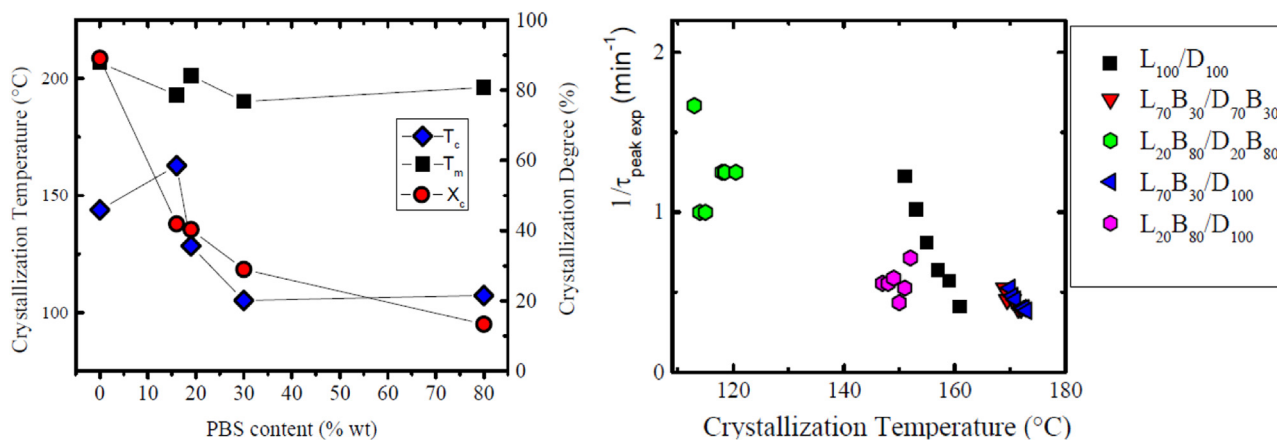 Crystallization Temperature (°C)
200
150
100
100
80
60
40
20
0
Crystallization Degree (%)
T_c
T_m
X_c
0 10 20 30 40 50 60 70 80
PBS content (% wt)
1/τ_peak exp (min⁻¹)
2
1
0
120 140 160 180
Crystallization Temperature (°C)
L₁₀₀/D₁₀₀
L₇₀B₃₀/D₇₀B₃₀
L₂₀B₈₀/D₂₀B₈₀
L₇₀B₃₀/D₁₀₀
L₂₀B₈₀/D₁₀₀